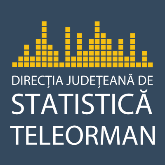 DIRECȚIA JUDEȚEANĂ DE
STATISTICĂ
TELEORMAN